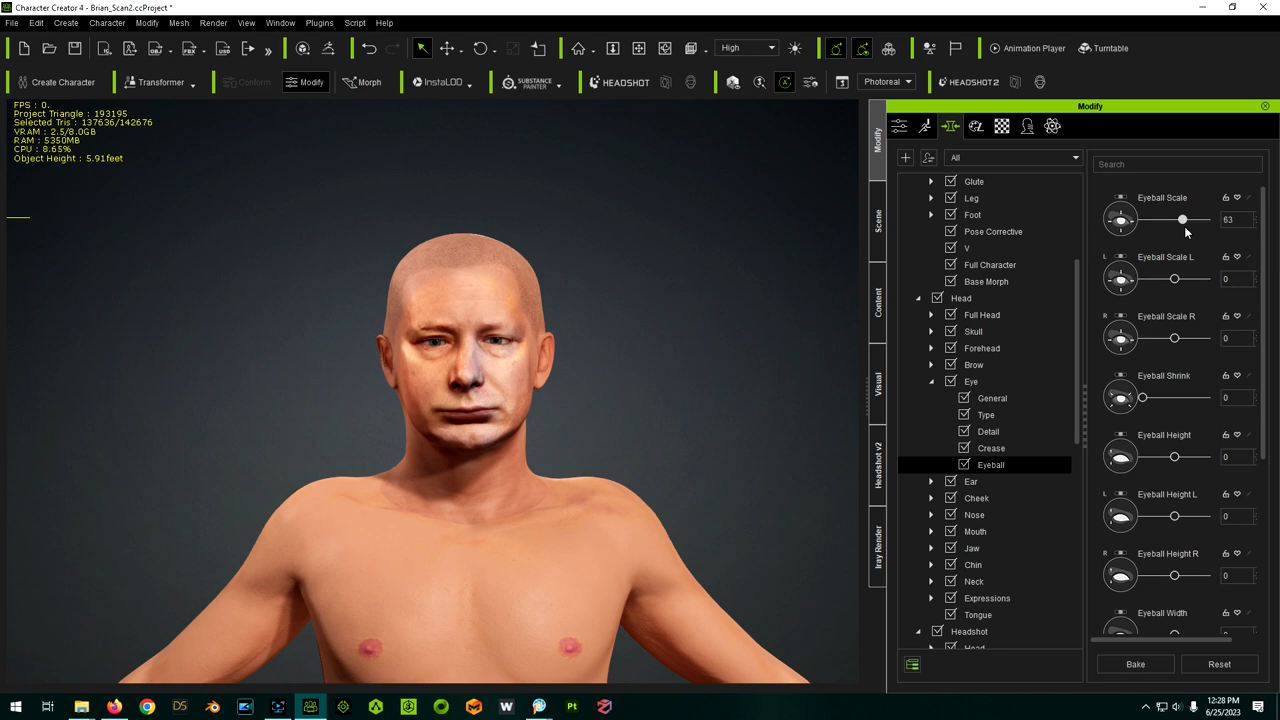 Character Creator 4 - Brian_Scan2.ccProject *
File Edit Create Character Modify Mesh Render View Window Plugins Script Help
High Animation Player Turntable
Create Character Transformer Conform Modify Morph InstaLOD SUBSTANCE PAINTER HEADSHOT Photoreal HEADSHOT2
FPS : 0.
Project Triangle : 193195
Selected Tris : 137636/142676
VRAM : 2.5/8.0GB
RAM : 5350MB
CPU : 8.65%
Object Height : 5.91feet
Modify
Scene
Content
Visual
Headshot v2
Iray Render
Modify
All
Glute
Leg
Foot
Pose Corrective
V
Full Character
Base Morph
Head
Full Head
Skull
Forehead
Brow
Eye
General
Type
Detail
Crease
Eyeball
Ear
Cheek
Nose
Mouth
Jaw
Chin
Neck
Expressions
Tongue
Headshot
Head
Search
Eyeball Scale
63
L Eyeball Scale L
0
R Eyeball Scale R
0
Eyeball Shrink
0
Eyeball Height
0
L Eyeball Height L
0
R Eyeball Height R
0
Eyeball Width
Bake Reset
DS W Pt
12:28 PM
6/25/2023